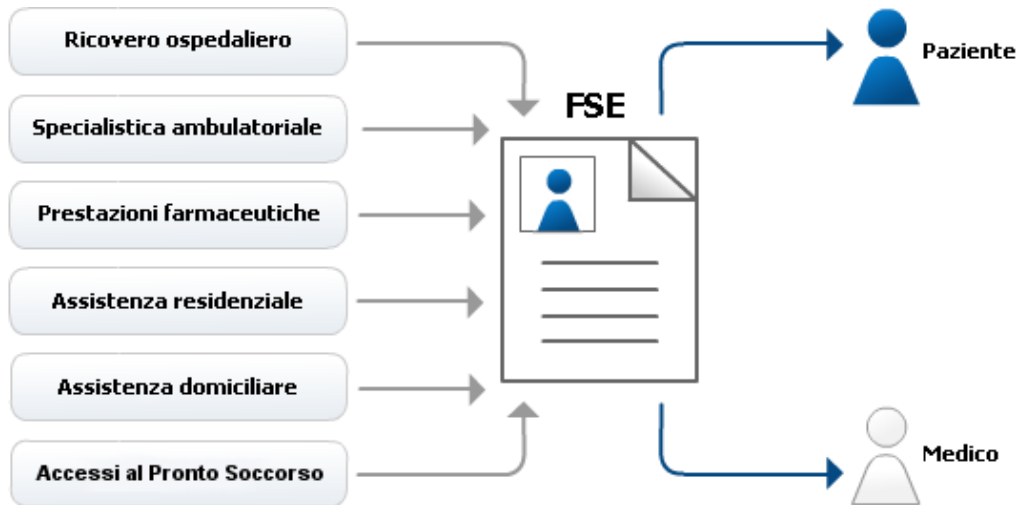 Ricovero ospedaliero
Specialistica ambulatoriale
Prestazioni farmaceutiche
Assistenza residenziale
Assistenza domiciliare
Accessi al Pronto Soccorso
FSE
Paziente
Medico